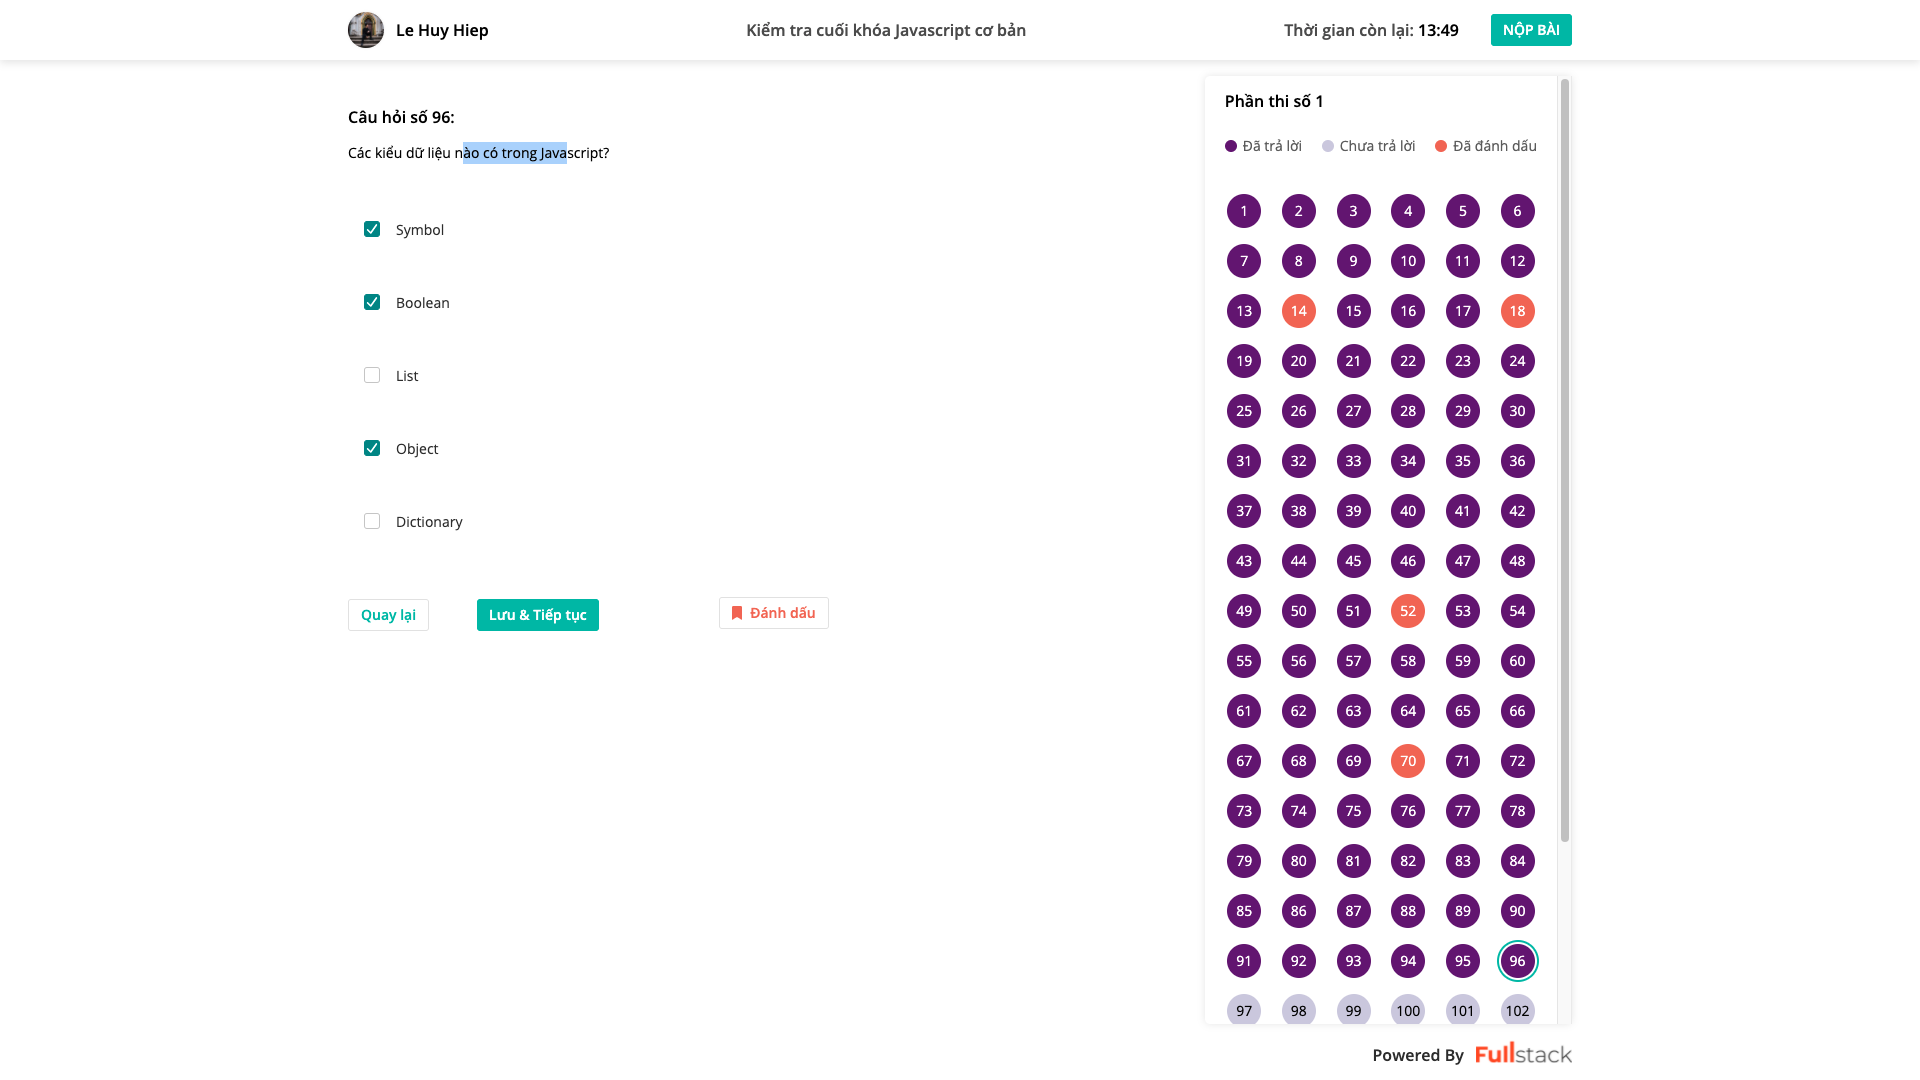 Le Huy Hiep
Kiểm tra cuối khóa Javascript cơ bản
Thời gian còn lại: 13:49
NỘP BÀI
Câu hỏi số 96:
Các kiểu dữ liệu nào có trong Javascript?
Symbol
Boolean
List
Object
Dictionary
Quay lại
Lưu & Tiếp tục
Đánh dấu
Phần thi số 1
Đã trả lời
Chưa trả lời
Đã đánh dấu
1 2 3 4 5 6
7 8 9 10 11 12
13 14 15 16 17 18
19 20 21 22 23 24
25 26 27 28 29 30
31 32 33 34 35 36
37 38 39 40 41 42
43 44 45 46 47 48
49 50 51 52 53 54
55 56 57 58 59 60
61 62 63 64 65 66
67 68 69 70 71 72
73 74 75 76 77 78
79 80 81 82 83 84
85 86 87 88 89 90
91 92 93 94 95 96
97 98 99 100 101 102
Powered By Fullstack